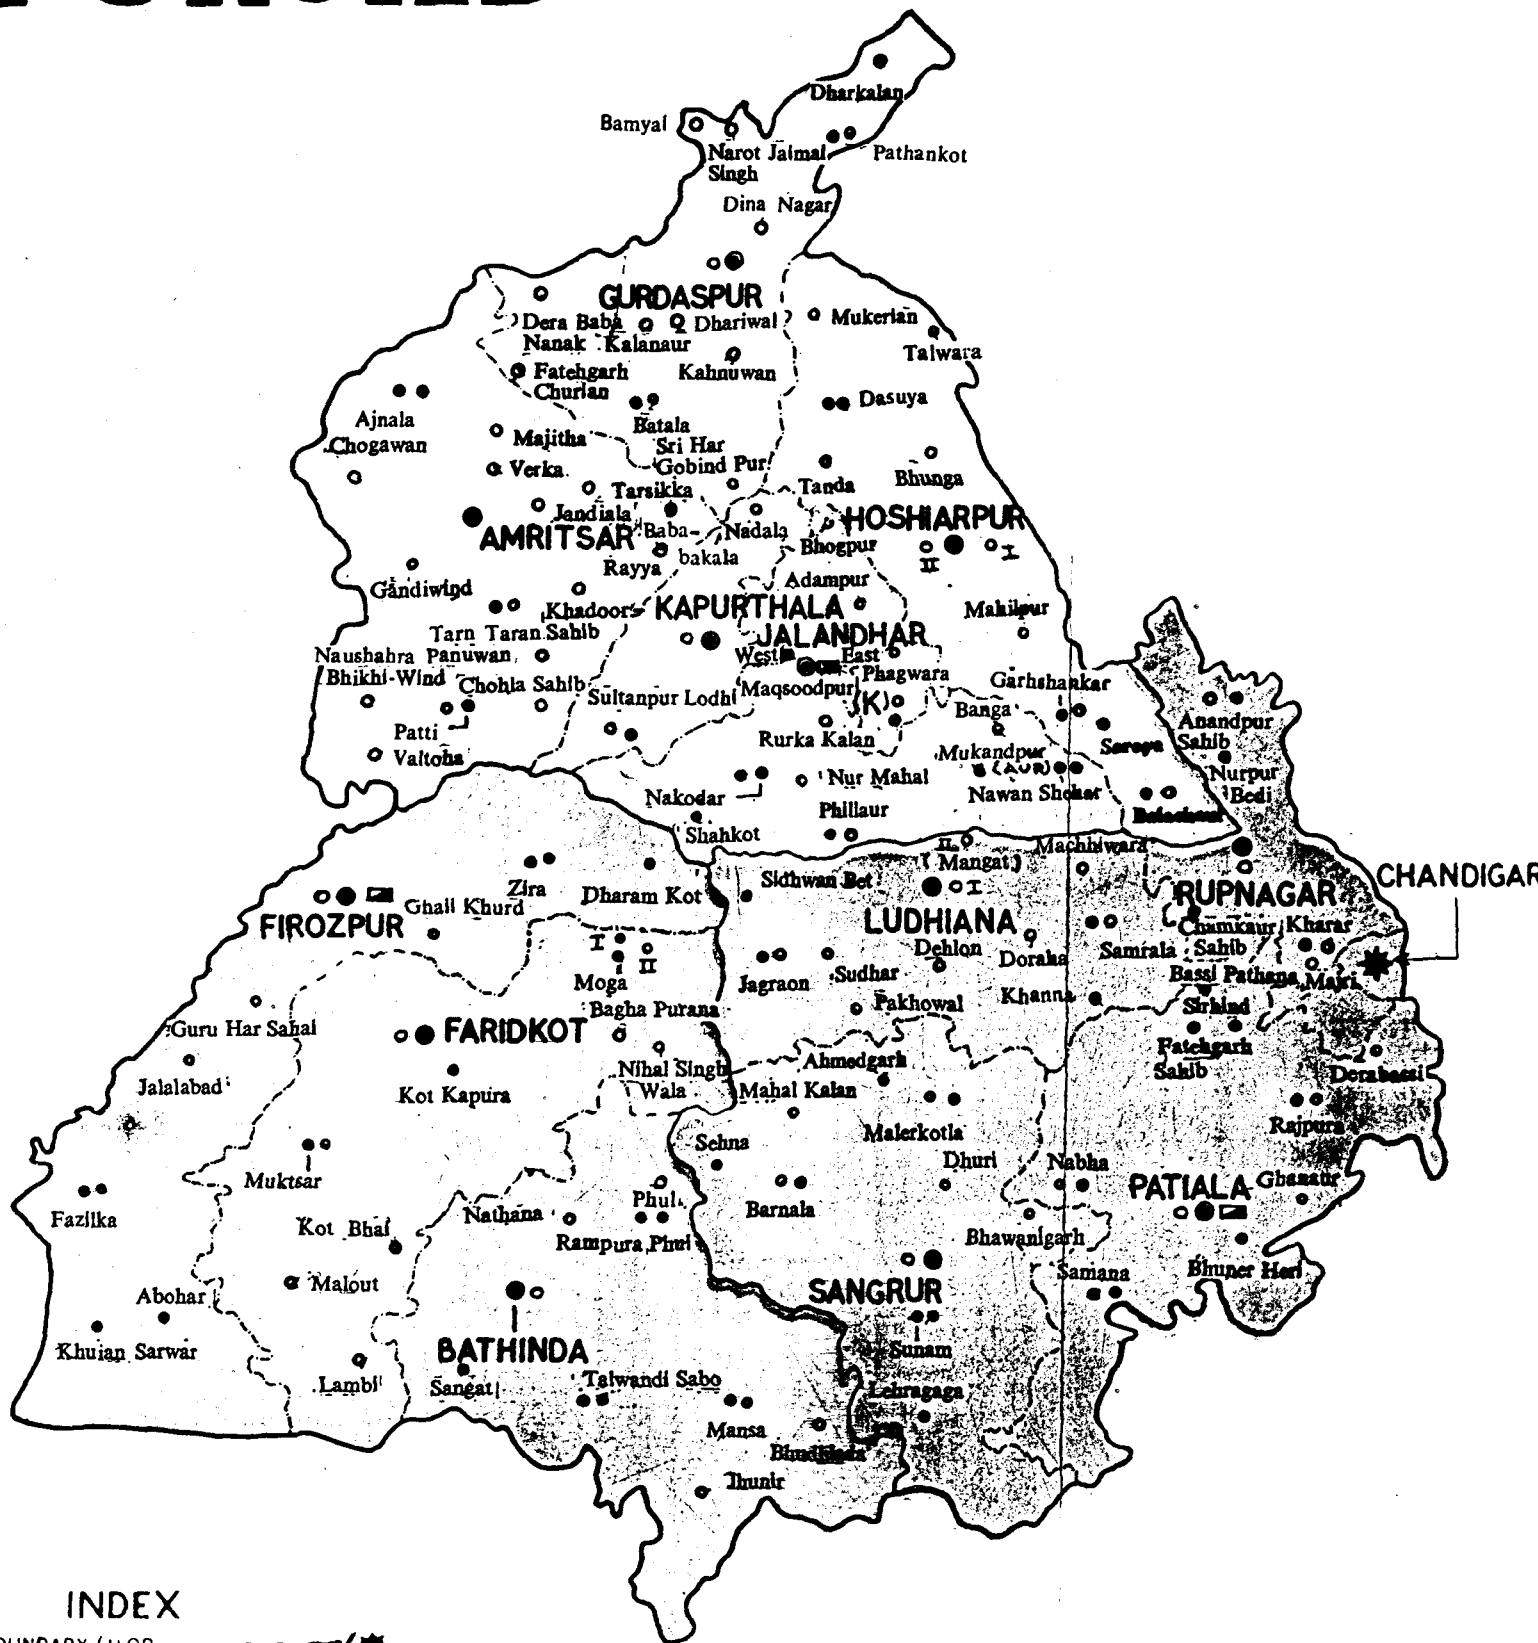 Dharkalan
Bamyal
Narot Jaimal
Singh
Pathankot
Dina Nagar
GURDASPUR
Dera Baba
Nanak
Kalanaur
Dhariwal
Mukerian
Talwara
Fatehgarh
Churian
Kahnuwan
Dasuya
Ajnala
Chogawan
Batala
Majitha
Sri Har
Gobind Pur
Verka
Tarsikka
Tanda
Bhunga
Jandiala
AMRITSAR
Baba-
bakala
Nadala
HOSHIARPUR
Bhogpur
II
I
Rayya
Adampur
Gandiwind
Khadoor
Sahib
KAPURTHALA
Mahilpur
Tarn Taran
JALANDHAR
Naushahra Panuwan
West
East
Bhikhi-Wind
Chohla Sahib
Sultanpur Lodhi
Maqsoodpur
Phagwara
(K)
Garhshankar
Banga
Patti
Valtoha
Rurka Kalan
Mukandpur
(AUR)
Saroya
Anandpur
Sahib
Nurpur
Bedi
Nakodar
Nur Mahal
Nawan Shehar
Phillaur
Shahkot
II
(Mangat)
Machhiwara
CHANDIGAR
Zira
Dharam Kot
Sidhwan Bet
I
RUPNAGAR
Ghall Khurd
FIROZPUR
LUDHIANA
Chamkaur
Sahib
Kharar
I
II
Moga
Dehlon
Doraha
Samrala
Jagraon
Sudhar
Bassi Pathana
Majri
Bagha Purana
Pakhowal
Khanna
Sirhind
Guru Har Sahai
FARIDKOT
Fatehgarh
Sahib
Jalalabad
Kot Kapura
Nihal Singh
Wala
Ahmedgarh
Mahal Kalan
Derabassi
Malerkotla
Rajpura
Sehna
Dhuri
Nabha
Muktsar
PATIALA
Ghanaur
Fazilka
Phul
Barnala
Kot Bhai
Nathana
Rampura Phul
Bhawanigarh
Samana
Bhuner Heri
Malout
SANGRUR
Abohar
Khuian Sarwar
BATHINDA
Sunam
Lambi
Sangat
Talwandi Sabo
Lehragaga
Mansa
Jhunir
INDEX